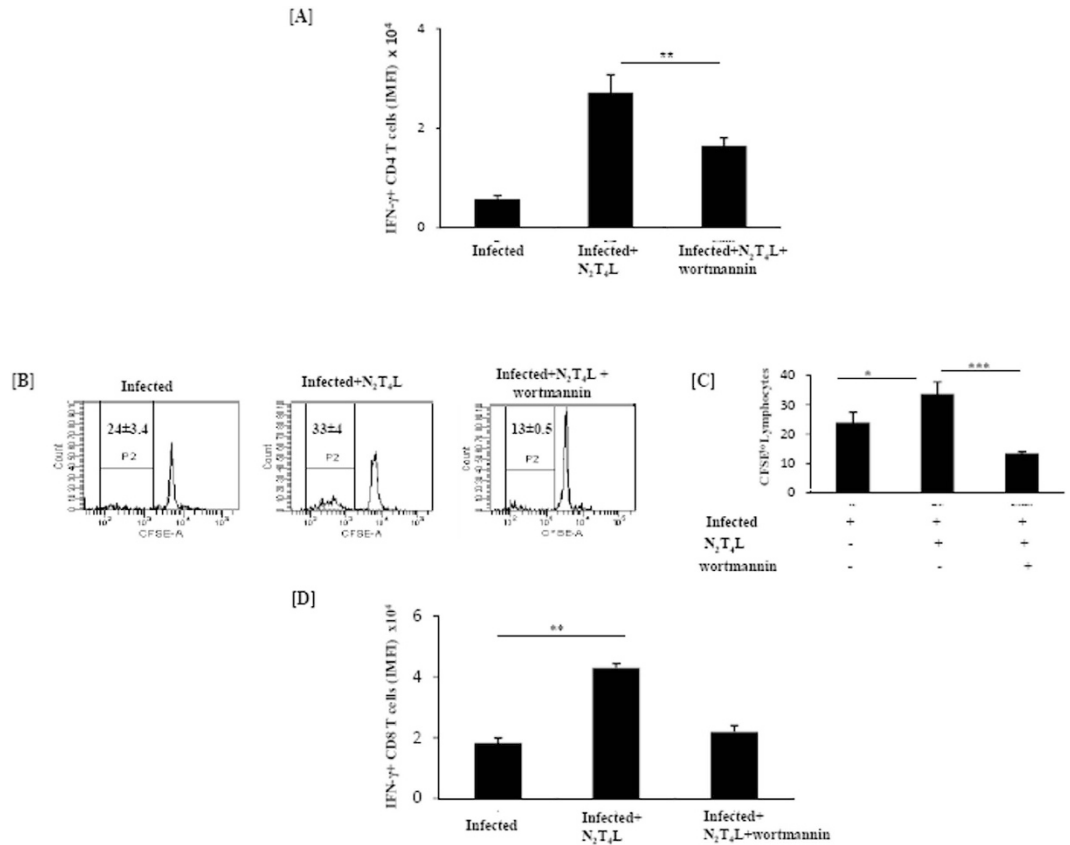 [A]
IFN-γ+ CD4 T cells (IMFI) x 10⁴
4
2
0
**
Infected
Infected+
N₂T₄L
Infected+N₂T₄L+
wortmannin
[B]
Infected
24±3.4
P2
Count
CFSE-A
Infected+N₂T₄L
33±4
P2
Count
CFSE-A
Infected+N₂T₄L +
wortmannin
13±0.5
P2
Count
CFSE-A
[C]
CFSEˡᵒ Lymphocytes
40
30
20
10
0
*
***
Infected + + +
N₂T₄L - + +
wortmannin - - +
[D]
IFN-γ+ CD8 T cells (IMFI) x10⁴
6
4
2
0
**
Infected
Infected+
N₂T₄L
Infected+
N₂T₄L+wortmannin